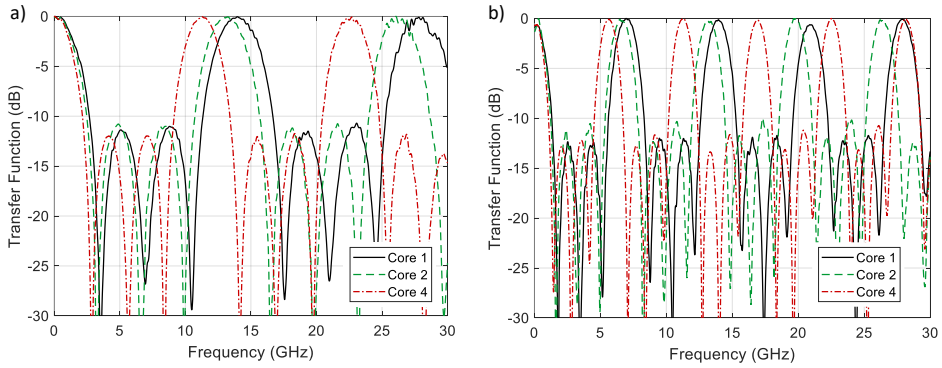 a)
Transfer Function (dB)
0
-5
-10
-15
-20
-25
-30
0 5 10 15 20 25 30
Frequency (GHz)
Core 1
Core 2
Core 4
b)
Transfer Function (dB)
0
-5
-10
-15
-20
-25
-30
0 5 10 15 20 25 30
Frequency (GHz)
Core 1
Core 2
Core 4